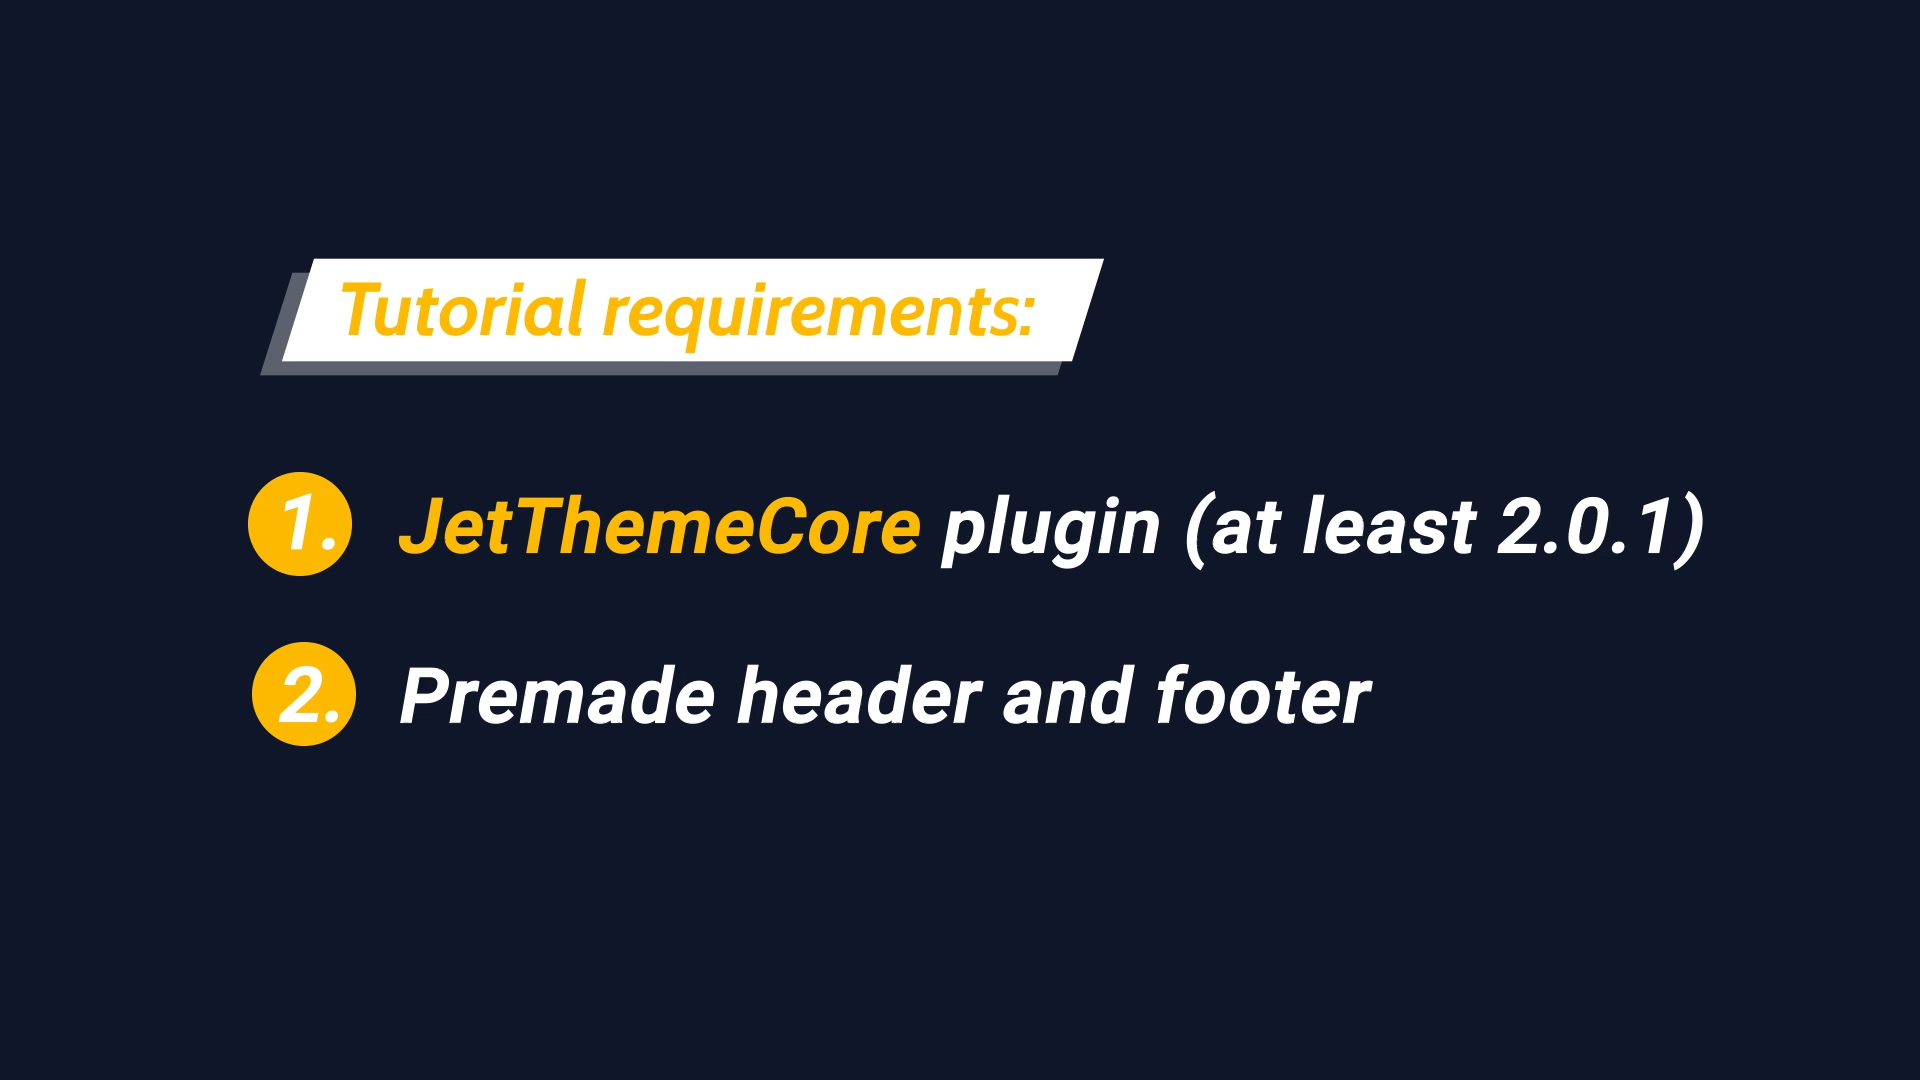 Tutorial requirements:
1. JetThemeCore plugin (at least 2.0.1)
2. Premade header and footer